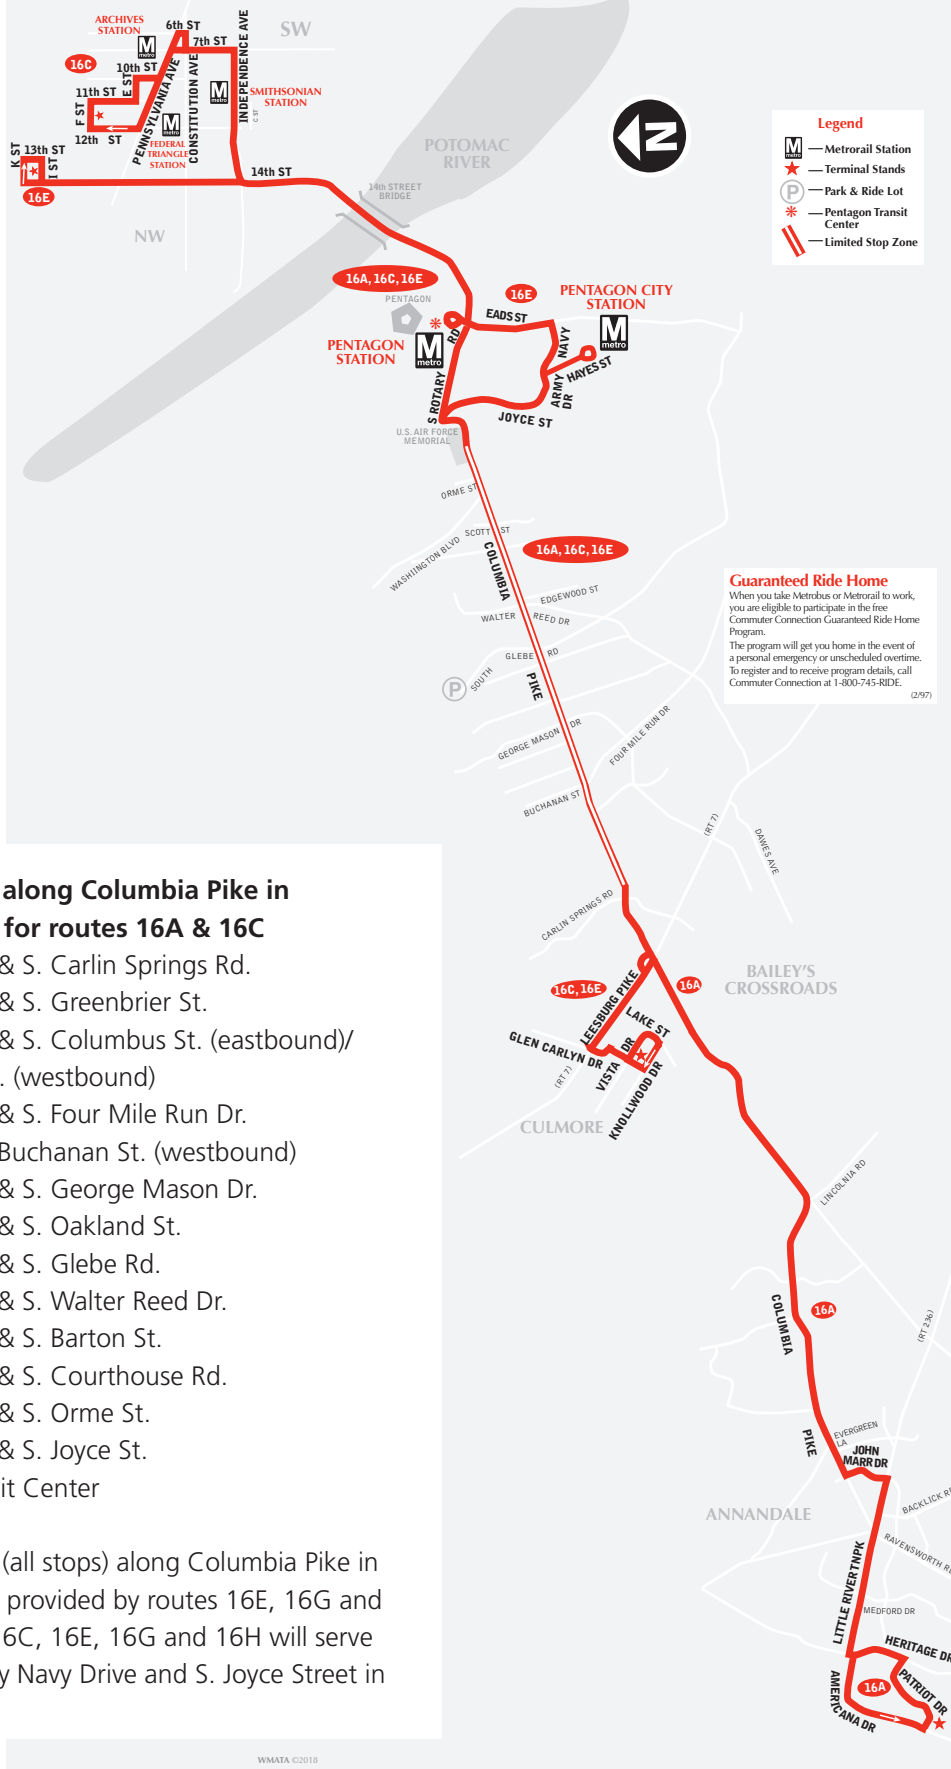 ARCHIVES
STATION
6th ST
SW
M
metro
7th ST
16C
10th ST
INDEPENDENCE AVE
E ST
PENNSYLVANIA AVE
CONSTITUTION AVE
M
metro
SMITHSONIAN
STATION
11th ST
F ST
C ST
M
metro
12th ST
FEDERAL
TRIANGLE
STATION
K ST
13th ST
I ST
14th ST
16E
NW
14th STREET
BRIDGE
POTOMAC
RIVER
N
Legend
M
metro
Metrorail Station
Terminal Stands
P
Park & Ride Lot
Pentagon Transit
Center
Limited Stop Zone
16A, 16C, 16E
PENTAGON
16E
PENTAGON CITY
STATION
M
metro
EADS ST
PENTAGON
STATION
M
metro
S ROTARY RD
ARMY NAVY DR
HAYES ST
JOYCE ST
U.S. AIR FORCE
MEMORIAL
ORME ST
SCOTT ST
WASHINGTON BLVD
COLUMBIA
16A, 16C, 16E
EDGEWOOD ST
WALTER REED DR
SOUTH GLEBE RD
P
PIKE
GEORGE MASON DR
FOUR MILE RUN DR
BUCHANAN ST
Guaranteed Ride Home
When you take Metrobus or Metrorail to work,
you are eligible to participate in the free
Commuter Connection Guaranteed Ride Home
Program.
The program will get you home in the event of
a personal emergency or unscheduled overtime.
To register and to receive program details, call
Commuter Connection at 1-800-745-RIDE.
(2/97)
(RT 7)
DAWES AVE
CARLIN SPRINGS RD
BAILEY'S
CROSSROADS
16C, 16E
16A
LEESBURG PIKE
LAKE ST
GLEN CARLYN DR
(RT 7)
VISTA DR
KNOLLWOOD DR
CULMORE
LINCOLNIA RD
COLUMBIA
16A
(RT 236)
PIKE
EVERGREEN
LA
JOHN
MARR DR
ANNANDALE
BACKLICK R
RAVENSWORTH R
LITTLE RIVER TNPK
MEDFORD DR
HERITAGE DR
AMERICANA DR
16A
PATRIOT DR
along Columbia Pike in
for routes 16A & 16C
& S. Carlin Springs Rd.
& S. Greenbrier St.
& S. Columbus St. (eastbound)/
. (westbound)
& S. Four Mile Run Dr.
Buchanan St. (westbound)
& S. George Mason Dr.
& S. Oakland St.
& S. Glebe Rd.
& S. Walter Reed Dr.
& S. Barton St.
& S. Courthouse Rd.
& S. Orme St.
& S. Joyce St.
it Center
(all stops) along Columbia Pike in
provided by routes 16E, 16G and
6C, 16E, 16G and 16H will serve
y Navy Drive and S. Joyce Street in
WMATA ©2018